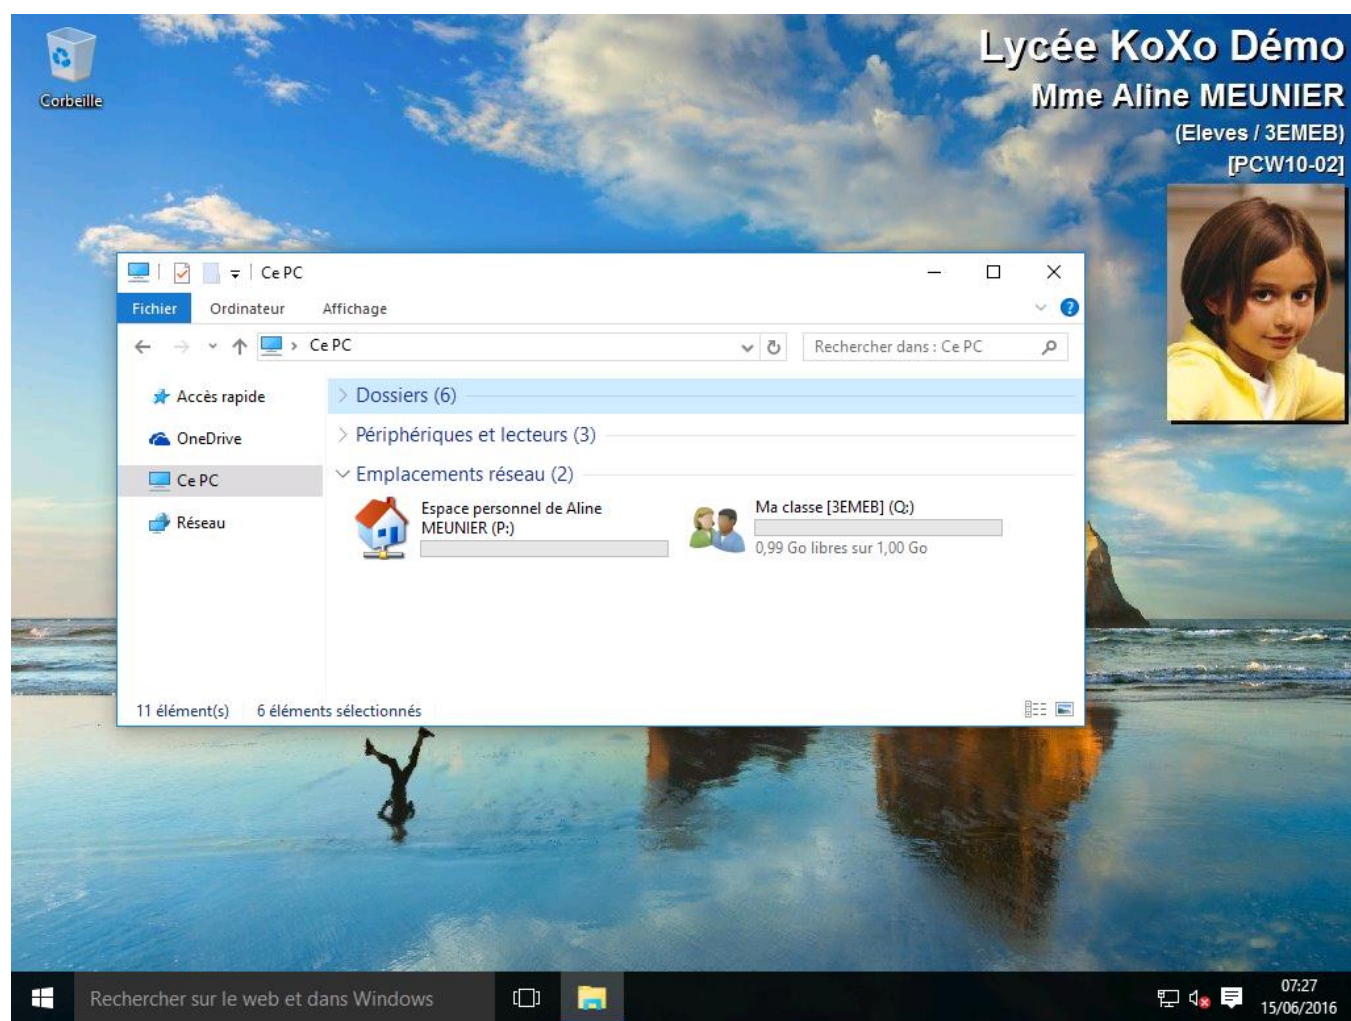 Corbeille
Lycée KoXo Démo
Mme Aline MEUNIER
(Eleves / 3EMEB)
[PCW10-02]
Ce PC
Fichier
Ordinateur
Affichage
Ce PC
Rechercher dans : Ce PC
Accès rapide
OneDrive
Ce PC
Réseau
Dossiers (6)
Périphériques et lecteurs (3)
Emplacements réseau (2)
Espace personnel de Aline
MEUNIER (P:)
Ma classe [3EMEB] (Q:)
0,99 Go libres sur 1,00 Go
11 élément(s)
6 éléments sélectionnés
Rechercher sur le web et dans Windows
07:27
15/06/2016